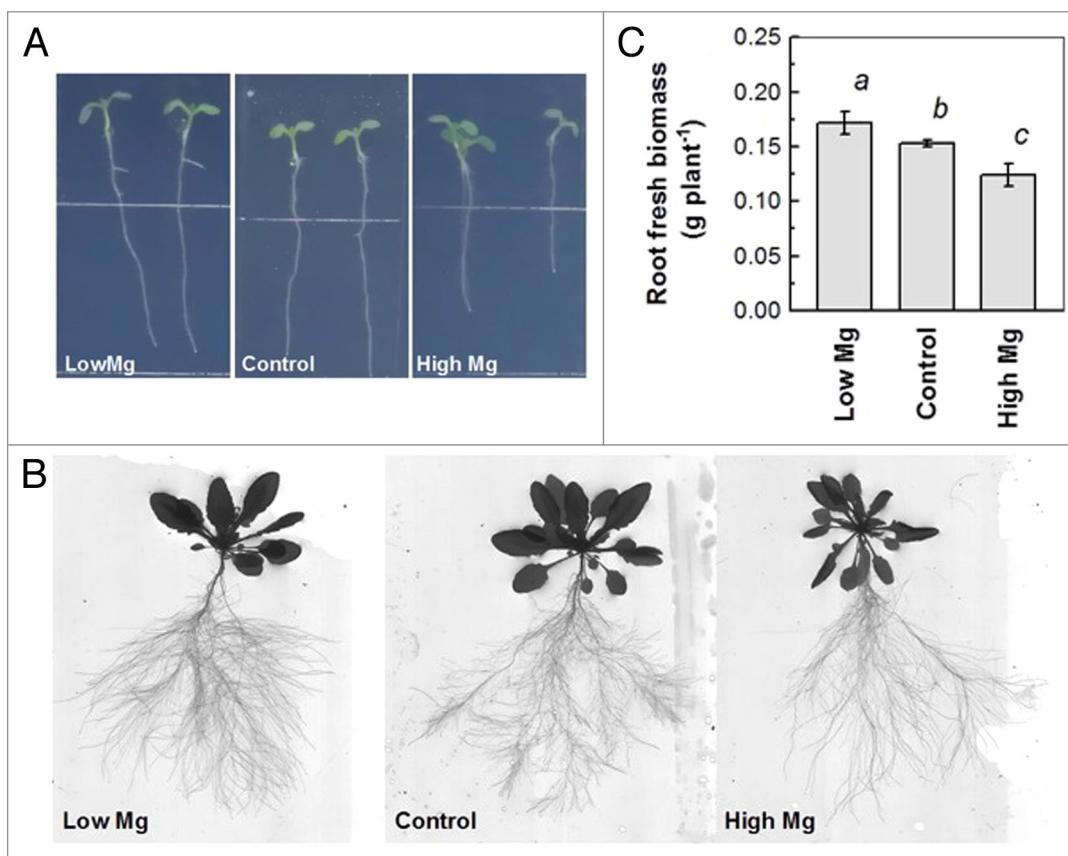 A
LowMg
Control
High Mg
C
Root fresh biomass
(g plant⁻¹)
0.25
0.20
0.15
0.10
0.05
0.00
a
b
c
Low Mg
Control
High Mg
B
Low Mg
Control
High Mg